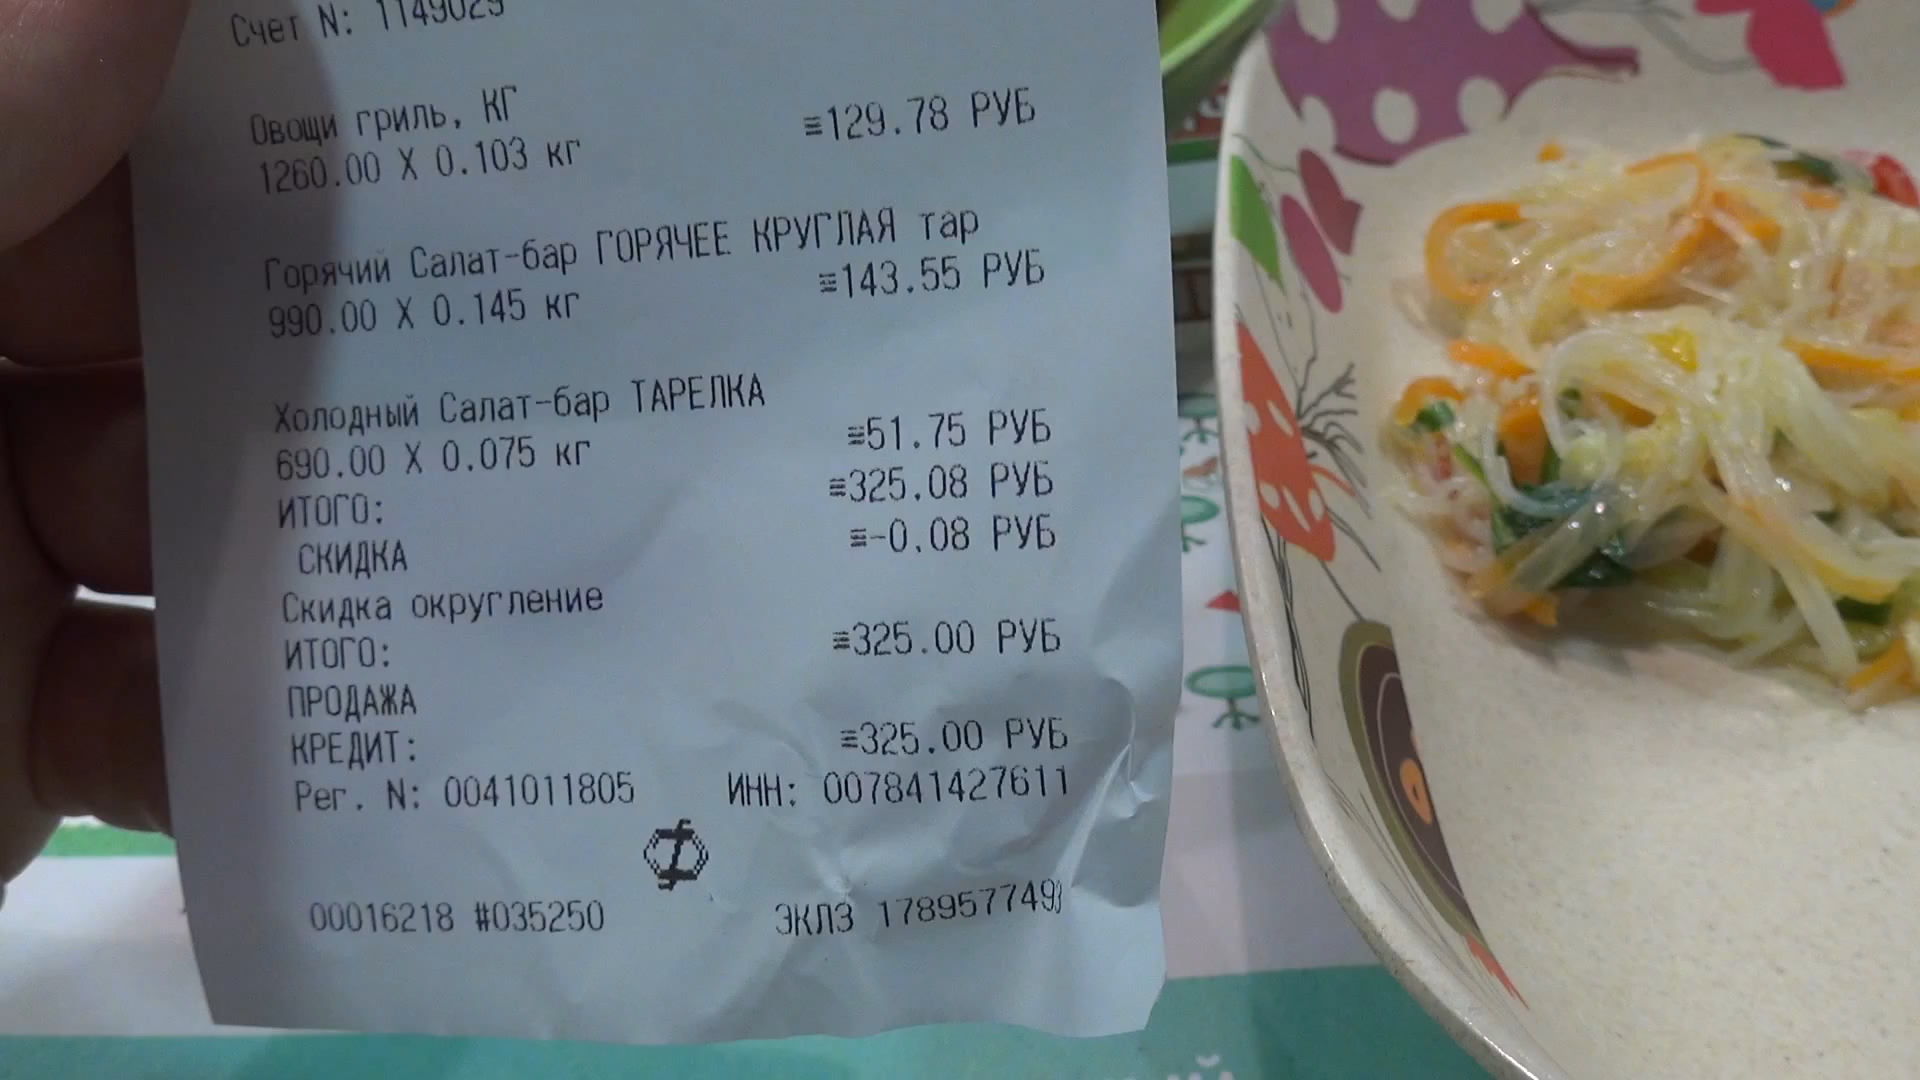 Счет N: 1149029
Овощи гриль, КГ
1260.00 X 0.103 кг ≡129.78 РУБ
Горячий Салат-бар ГОРЯЧЕЕ КРУГЛАЯ тар
990.00 X 0.145 кг ≡143.55 РУБ
Холодный Салат-бар ТАРЕЛКА
690.00 X 0.075 кг ≡51.75 РУБ
ИТОГО: ≡325.08 РУБ
СКИДКА ≡-0.08 РУБ
Скидка округление
ИТОГО: ≡325.00 РУБ
ПРОДАЖА
КРЕДИТ: ≡325.00 РУБ
Рег. N: 0041011805 ИНН: 007841427611
00016218 #035250 ЭКЛЗ 1789577493